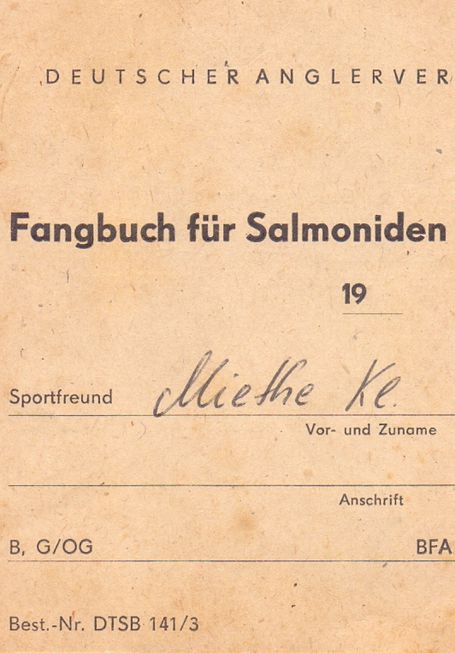 DEUTSCHER ANGLERVER
Fangbuch für Salmoniden
19
Sportfreund Miethe Kl.
Vor- und Zuname
Anschrift
B, G/OG BFA
Best.-Nr. DTSB 141/3